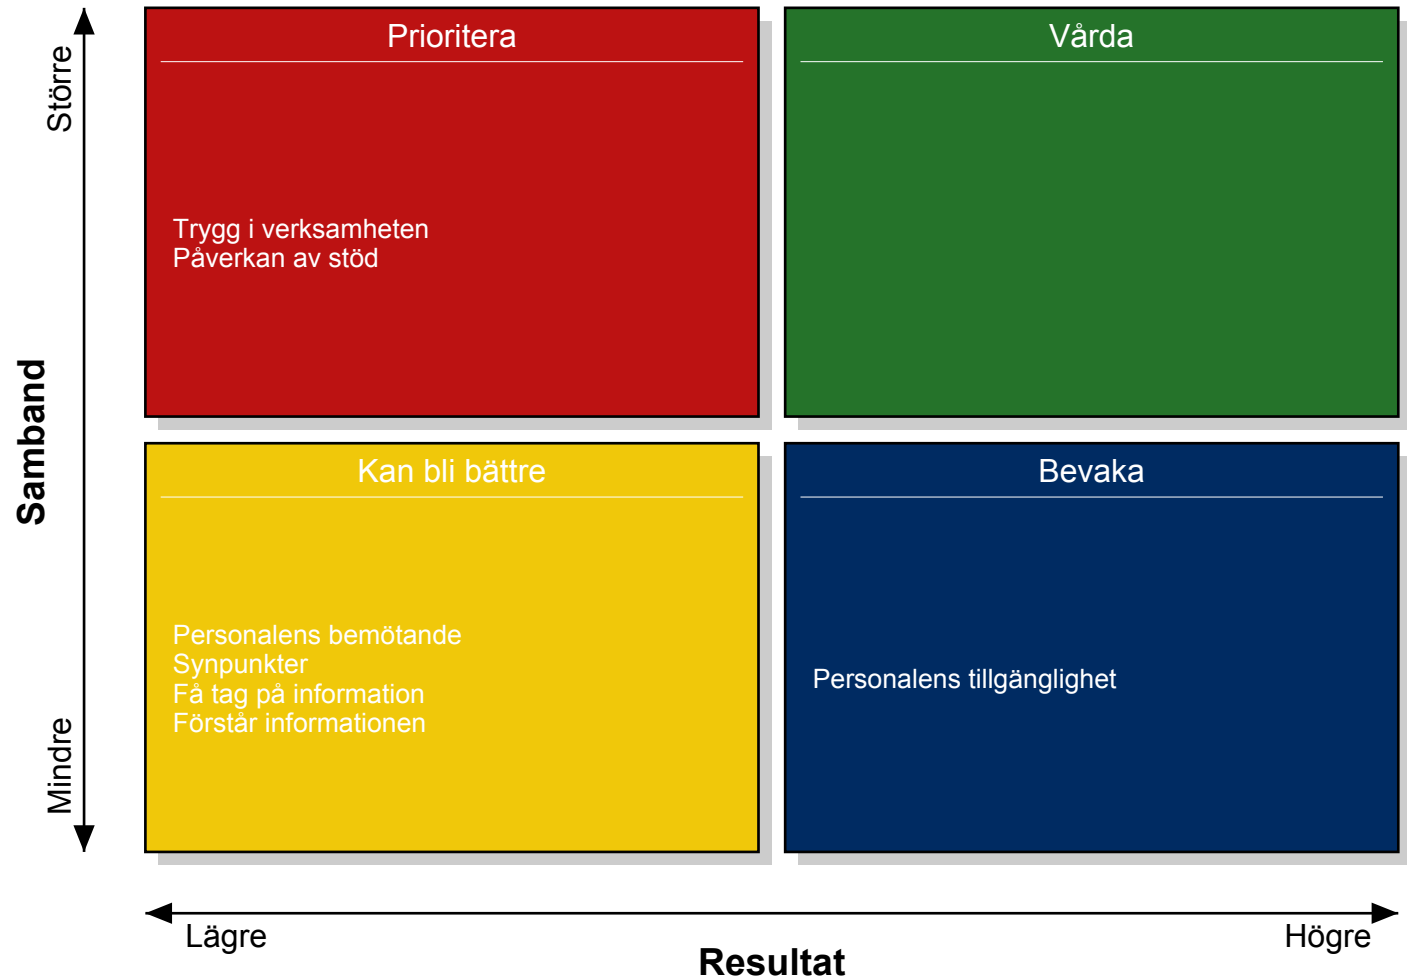 Större
Samband
Mindre
Prioritera
Trygg i verksamheten
Påverkan av stöd
Vårda
Kan bli bättre
Personalens bemötande
Synpunkter
Få tag på information
Förstår informationen
Bevaka
Personalens tillgänglighet
Lägre
Högre
Resultat